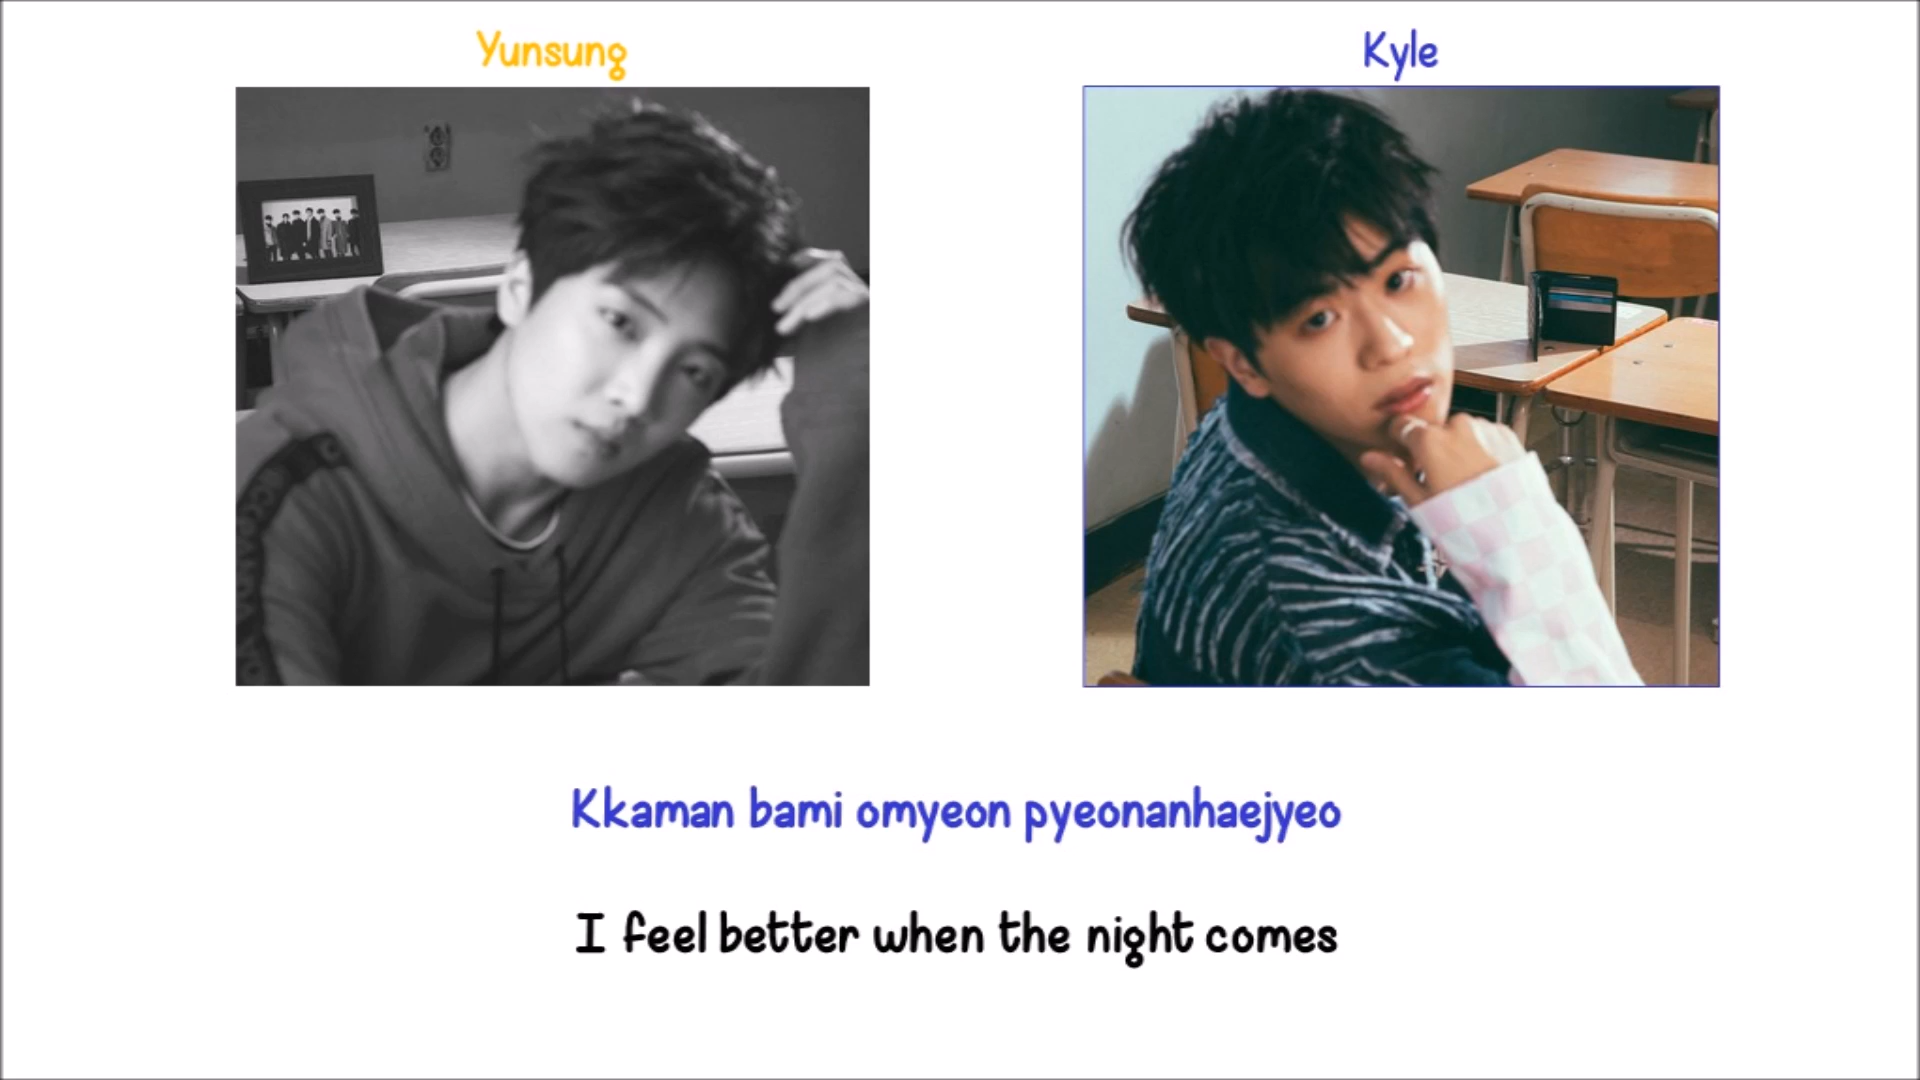 Yunsung
Kyle
Kkaman bami omyeon pyeonanhaejyeo
I feel better when the night comes